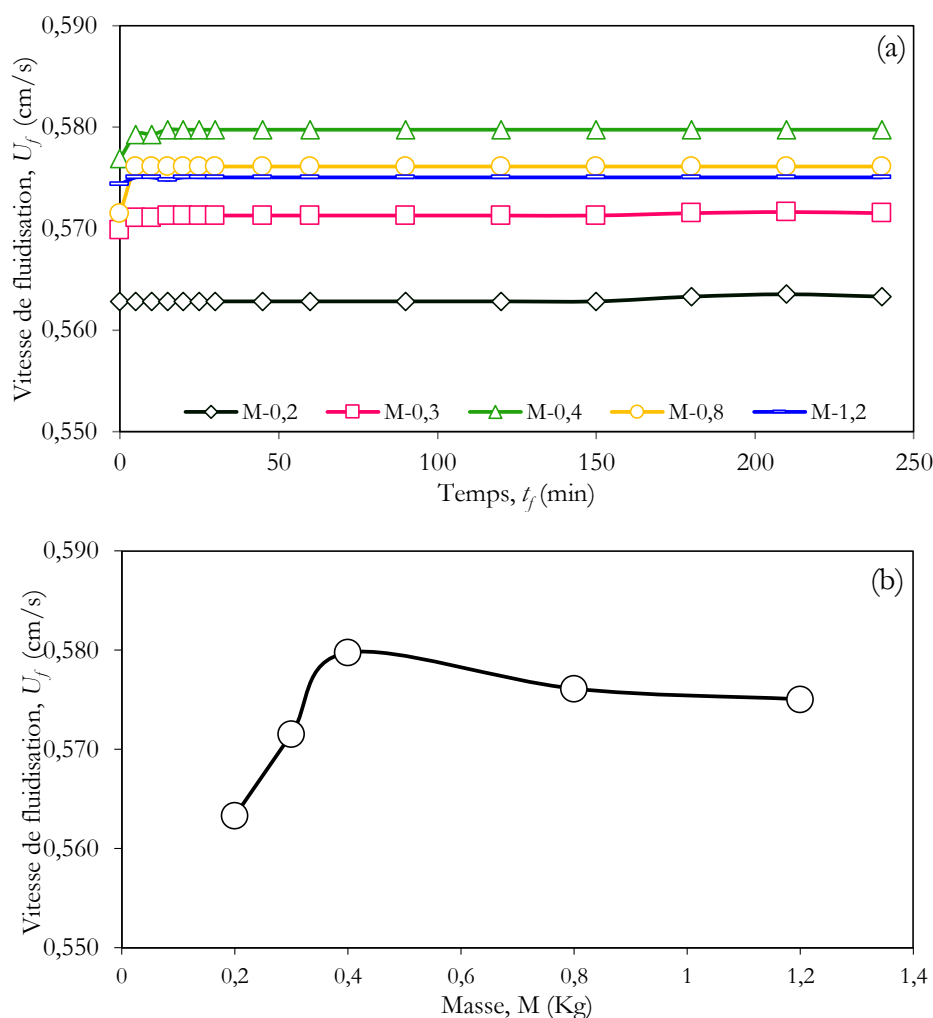 (a)
Vitesse de fluidisation, U_f (cm/s)
0,590
0,580
0,570
0,560
0,550
M-0,2
M-0,3
M-0,4
M-0,8
M-1,2
0
50
100
150
200
250
Temps, t_f (min)
(b)
Vitesse de fluidisation, U_f (cm/s)
0,590
0,580
0,570
0,560
0,550
0
0,2
0,4
0,6
0,8
1
1,2
1,4
Masse, M (Kg)